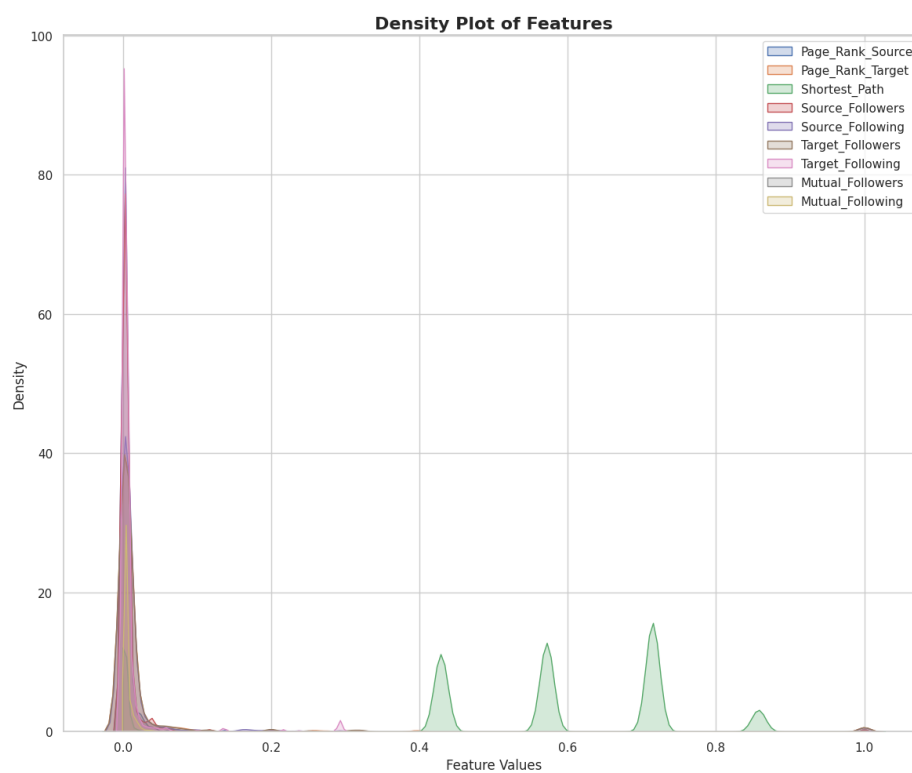 Density Plot of Features
100
80
60
40
20
0
Density
Page_Rank_Source
Page_Rank_Target
Shortest_Path
Source_Followers
Source_Following
Target_Followers
Target_Following
Mutual_Followers
Mutual_Following
0.0 0.2 0.4 0.6 0.8 1.0
Feature Values